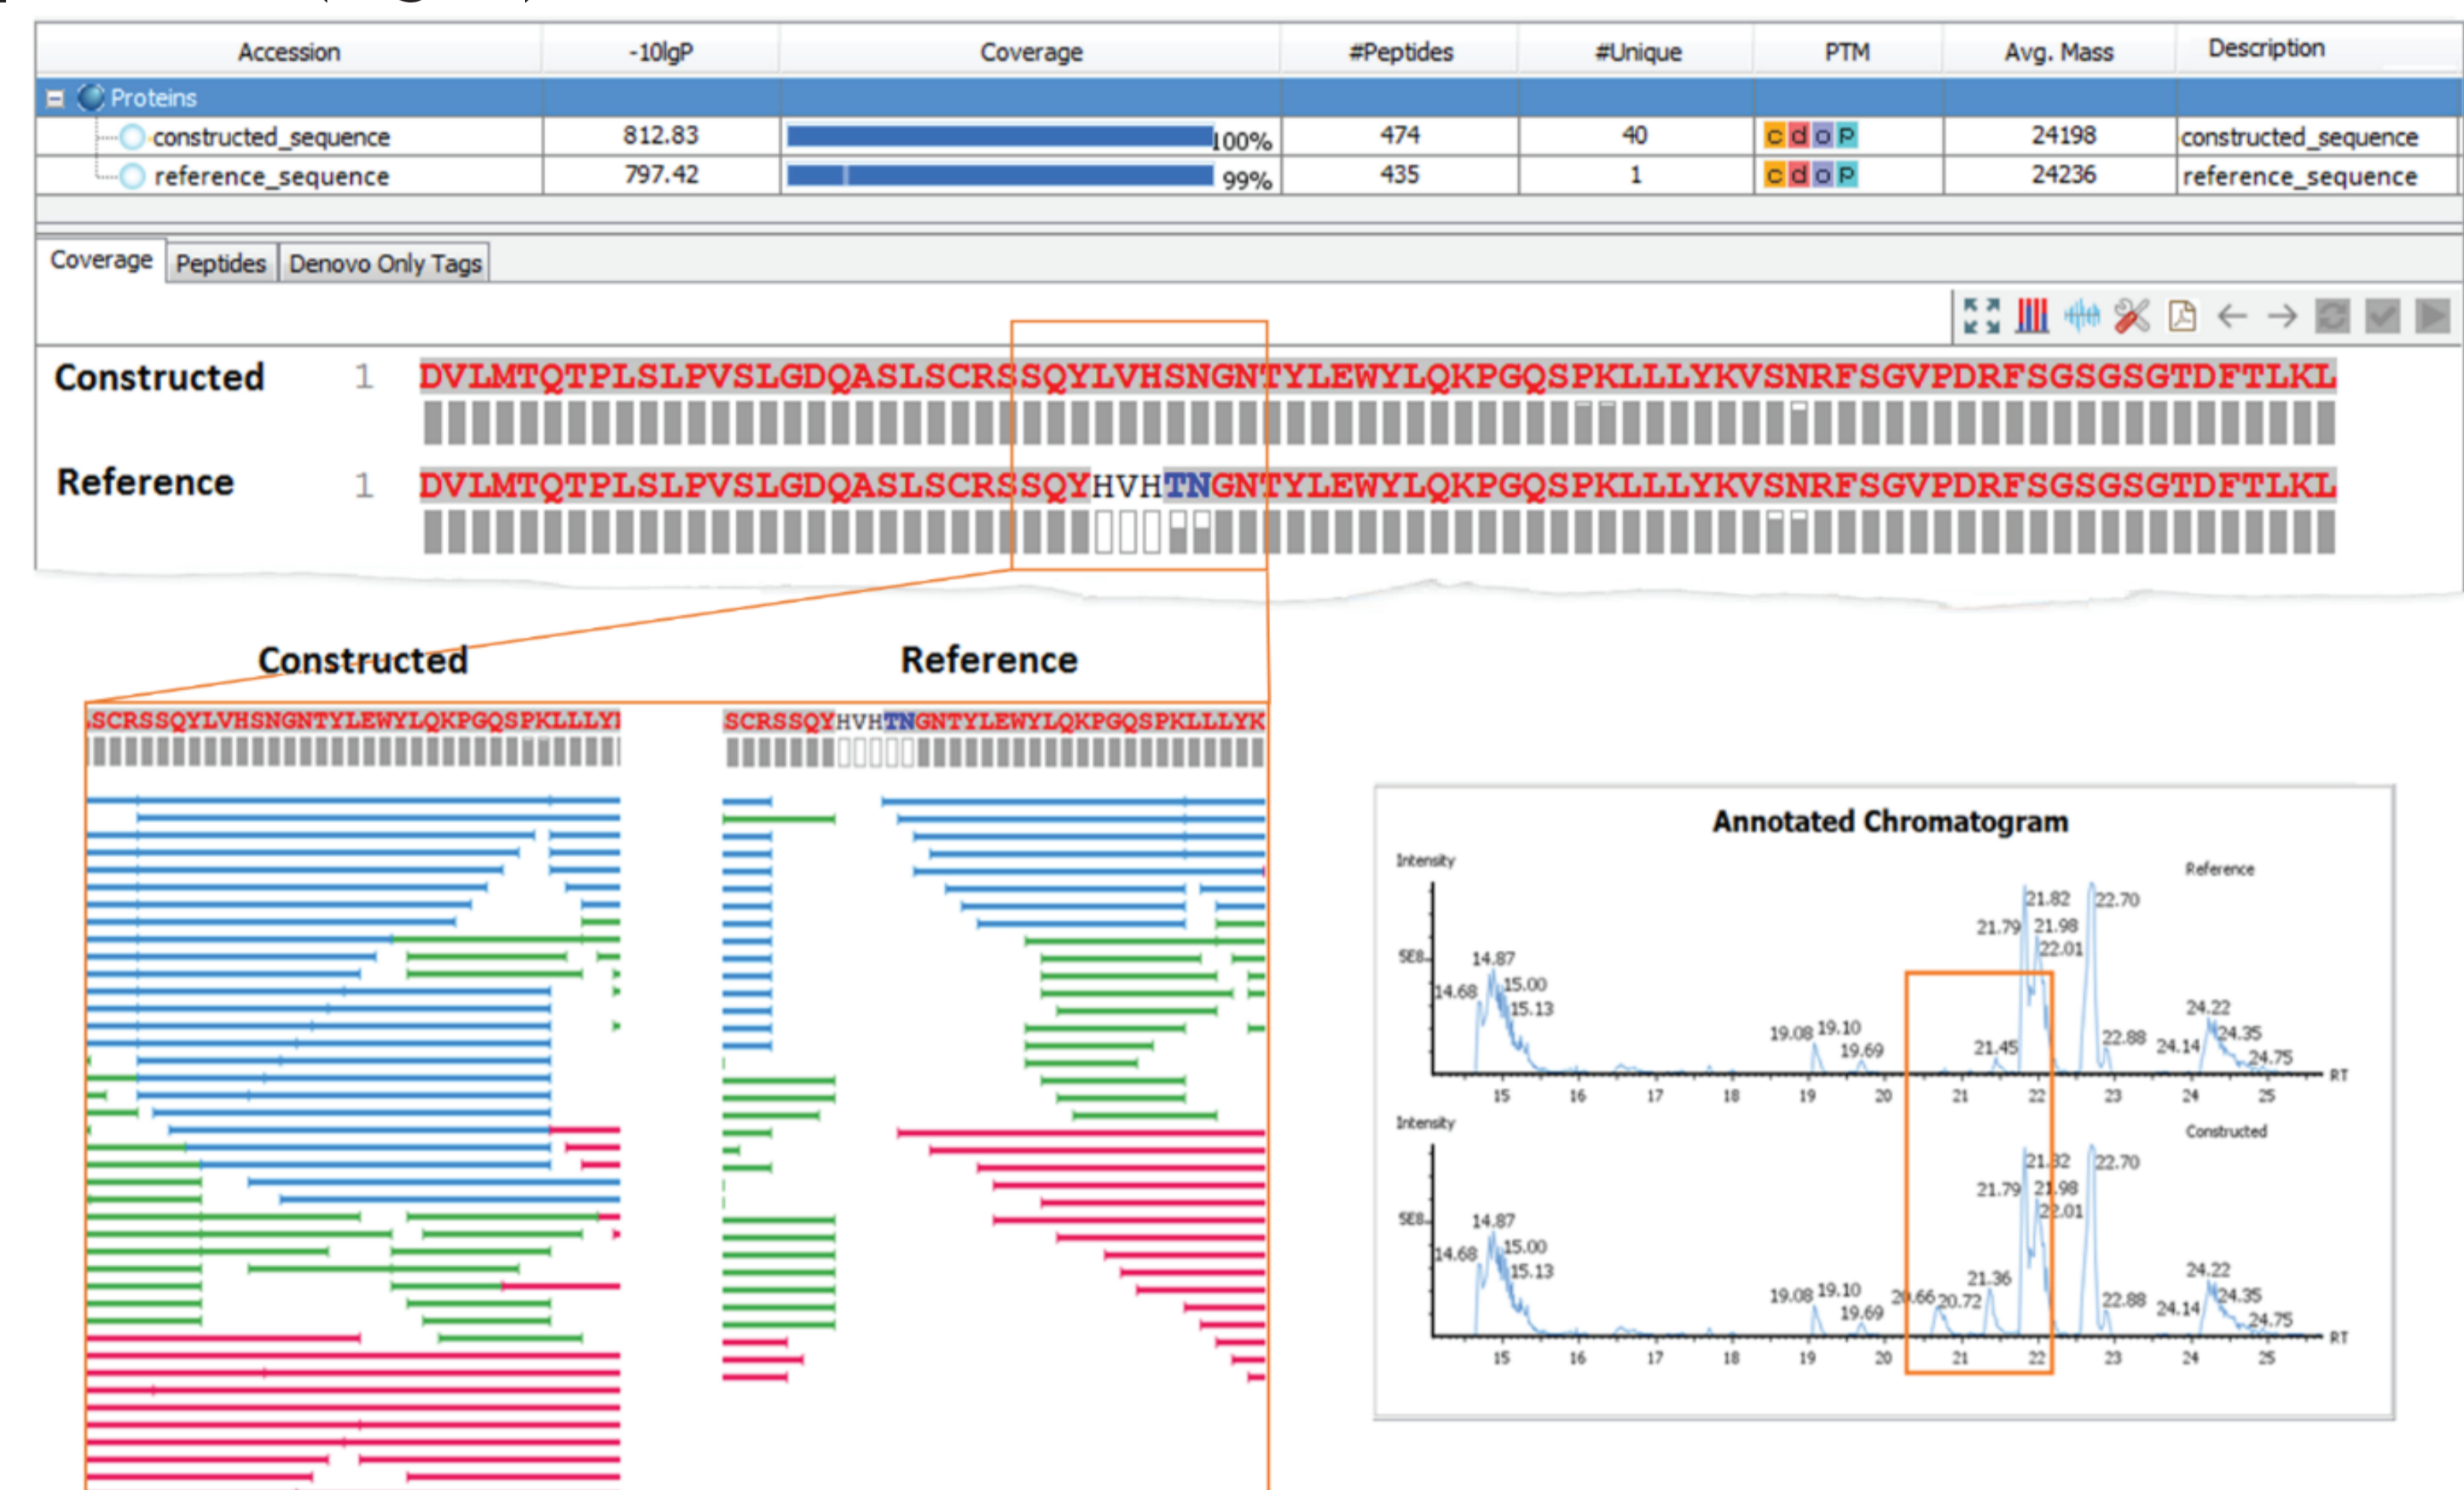 Accession -10lgP Coverage #Peptides #Unique PTM Avg. Mass Description
Proteins
constructed_sequence 812.83 100% 474 40 c d o P 24198 constructed_sequence
reference_sequence 797.42 99% 435 1 c d o P 24236 reference_sequence
Coverage Peptides Denovo Only Tags
Constructed 1 DVLMTQTPLSLPVSLGDQASLSCRSSQYLVHSNGNTYLEWYLQKPGQSPKLLLYKVSNRFSGVPDRFSGSGSGTDFTLKL
Reference 1 DVLMTQTPLSLPVSLGDQASLSCRSSQYHVHTNGNTYLEWYLQKPGQSPKLLLYKVSNRFSGVPDRFSGSGSGTDFTLKL
Constructed Reference
SCRSSQYLVHSNGNTYLEWYLQKPGQSPKLLLY SCRSSQYHVHTNGNTYLEWYLQKPGQSPKLLLYK
Annotated Chromatogram
Intensity
Reference
21.82 22.70
21.79 21.98
22.01
5E8
14.87
14.68 15.00
15.13
24.22
19.08 19.10 24.35
22.88 24.14
19.69 21.45 24.75
RT
15 16 17 18 19 20 21 22 23 24 25
Intensity
Constructed
21.82 22.70
21.79 21.98
22.01
5E8
14.87
14.68 15.00
15.13
24.22
21.36
19.08 19.10 20.66 20.72 22.88 24.35
19.69 24.14 24.75
RT
15 16 17 18 19 20 21 22 23 24 25